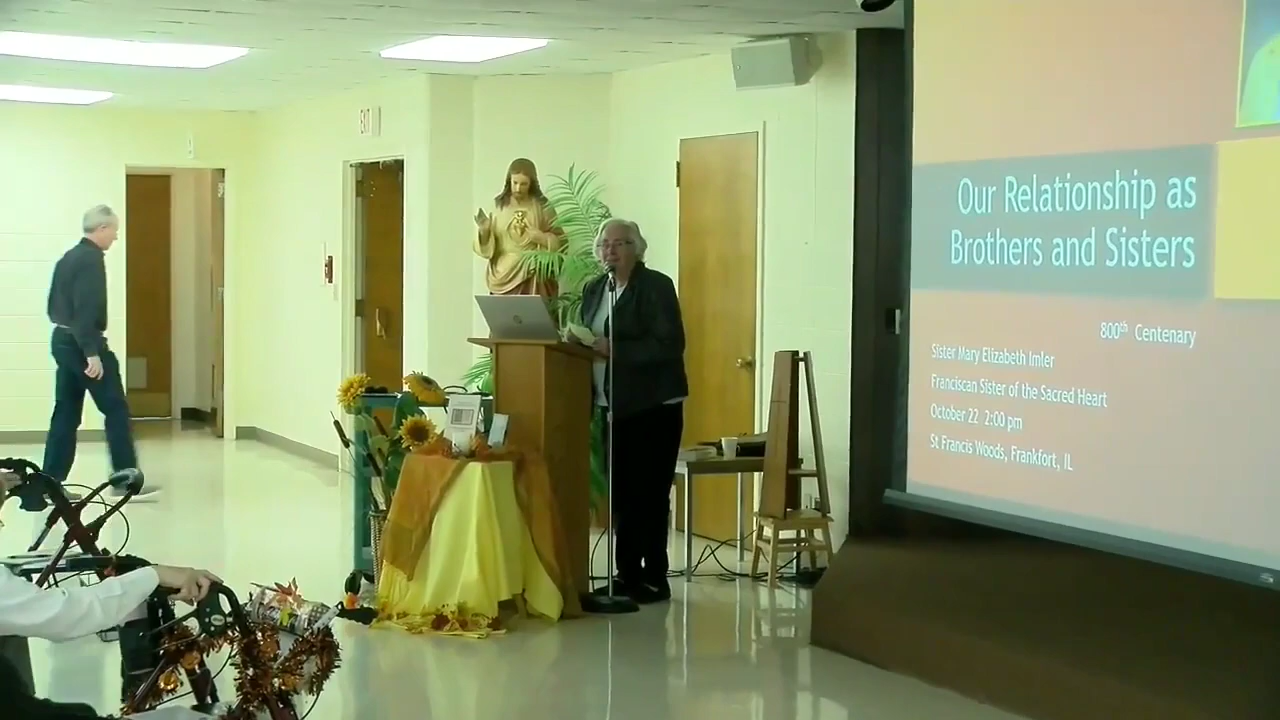 EXIT
Our Relationship as
Brothers and Sisters
800th Centenary
Sister Mary Elizabeth Imler
Franciscan Sister of the Sacred Heart
October 22 2:00 pm
St Francis Woods, Frankfort, IL